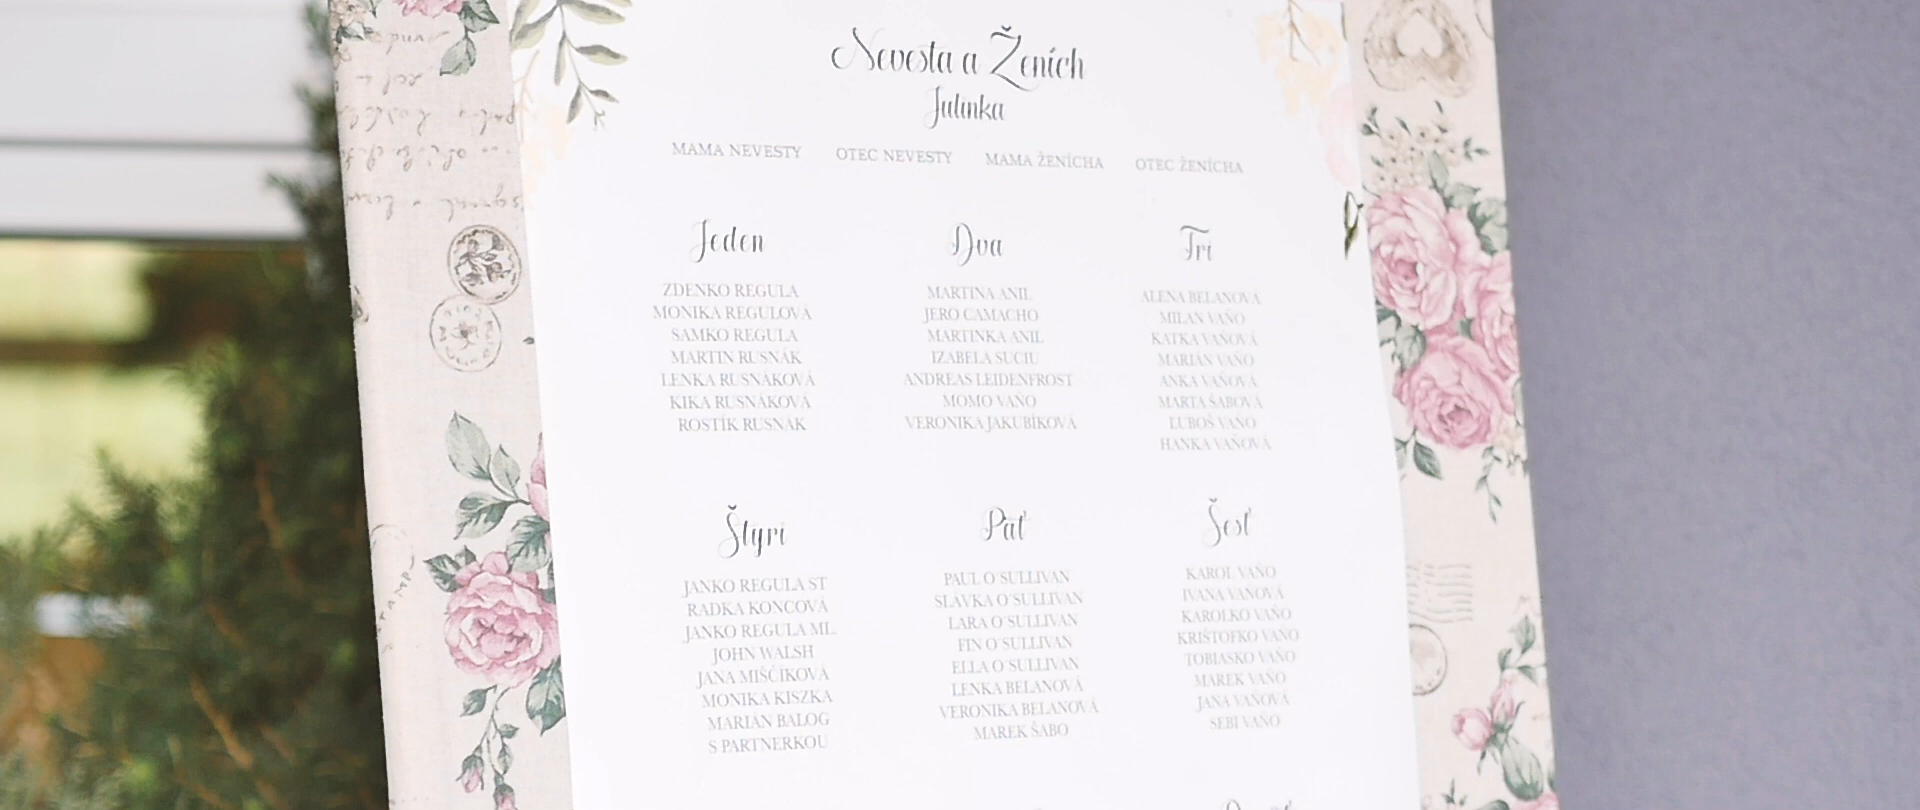 Nevesta a Ženích
Julinka
MAMA NEVESTY OTEC NEVESTY MAMA ŽENÍCHA OTEC ŽENÍCHA
Jeden
ZDENKO REGULA
MONIKA REGULOVÁ
SAMKO REGULA
MARTIN RUSNÁK
LENKA RUSNÁKOVÁ
KIKA RUSNÁKOVÁ
ROSTÍK RUSNÁK
Dva
MARTINA ANIL
JERO CAMACHO
MARTINKA ANIL
IZABELA SUCIU
ANDREAS LEIDENFROST
MOMO VAŇO
VERONIKA JAKUBÍKOVÁ
Tri
ALENA BELANOVÁ
MILAN VAŇO
KATKA VAŇOVÁ
MARIÁN VAŇO
ANKA VAŇOVÁ
MARTA ŠABOVÁ
ĽUBOŠ VAŇO
HANKA VAŇOVÁ
Štyri
JANKO REGULA ST
RADKA KONCOVÁ
JANKO REGULA ML
JOHN WALSH
JANA MIŠČÍKOVÁ
MONIKA KISZKA
MARIÁN BALOG
S PARTNERKOU
Päť
PAUL O´SULLIVAN
SLÁVKA O´SULLIVAN
LARA O´SULLIVAN
FIN O´SULLIVAN
ELLA O´SULLIVAN
LENKA BELANOVÁ
VERONIKA BELANOVÁ
MAREK ŠABO
Šesť
KAROL VAŇO
IVANA VAŇOVÁ
KAROLKO VAŇO
KRIŠTOFKO VAŇO
TOBIASKO VAŇO
MAREK VAŇO
JANA VAŇOVÁ
SEBI VAŇO